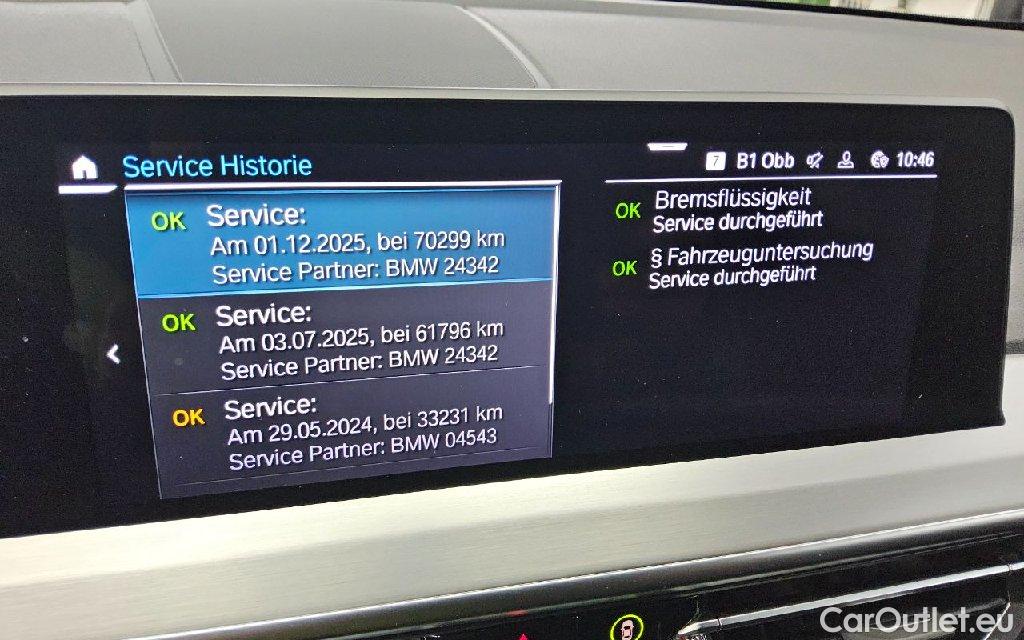 Service Historie
7 B1 Obb 10:46
OK Service:
Am 01.12.2025, bei 70299 km
Service Partner: BMW 24342
OK Service:
Am 03.07.2025, bei 61796 km
Service Partner: BMW 24342
OK Service:
Am 29.05.2024, bei 33231 km
Service Partner: BMW 04543
OK Bremsflüssigkeit
Service durchgeführt
OK § Fahrzeuguntersuchung
Service durchgeführt
CarOutlet.eu